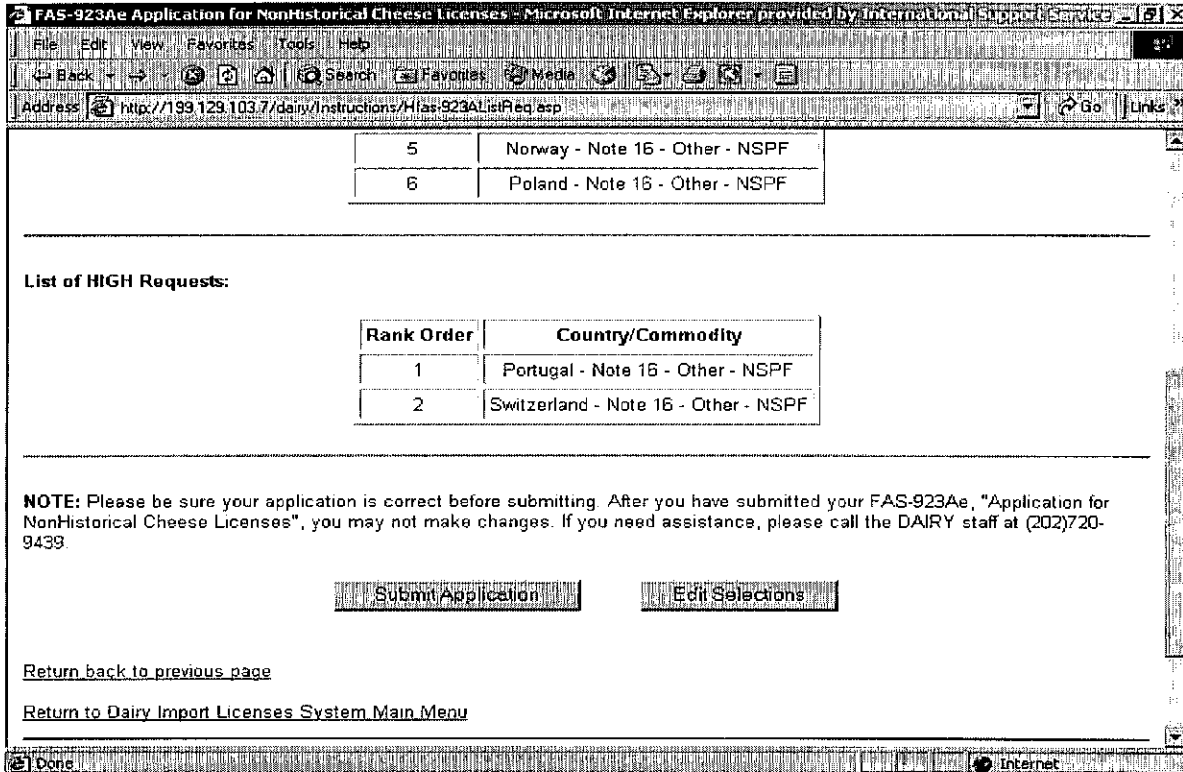 FAS-923Ae Application for NonHistorical Cheese Licenses - Microsoft Internet Explorer provided by International Support Service
File Edit View Favorites Tools Help
Back Search Favorites Media
Address http://199.129.103.7/dairy/Instructions/Hfas-923AListReq.asp Go Links
5 Norway - Note 16 - Other - NSPF
6 Poland - Note 16 - Other - NSPF
List of HIGH Requests:
Rank Order Country/Commodity
1 Portugal - Note 16 - Other - NSPF
2 Switzerland - Note 16 - Other - NSPF
NOTE: Please be sure your application is correct before submitting. After you have submitted your FAS-923Ae, "Application for
NonHistorical Cheese Licenses", you may not make changes. If you need assistance, please call the DAIRY staff at (202)720-
9439.
Submit Application Edit Selections
Return back to previous page
Return to Dairy Import Licenses System Main Menu
Done Internet